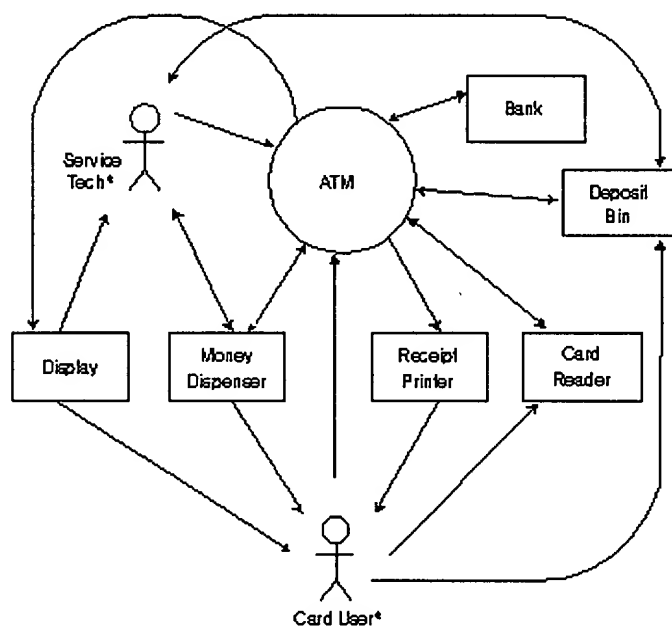 Bank
Service
Tech*
ATM
Deposit
Bin
Display
Money
Dispenser
Receipt
Printer
Card
Reader
Card User*